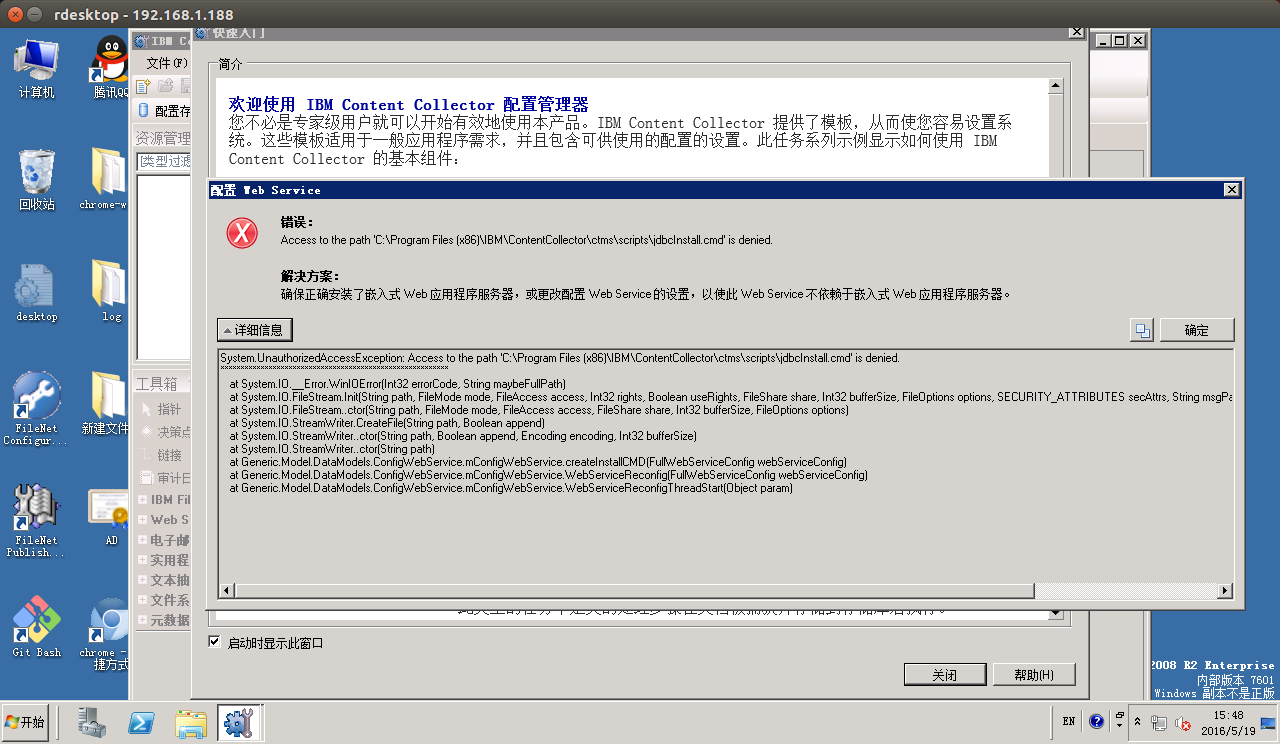 rdesktop - 192.168.1.188
计算机
腾讯QQ
回收站
chrome-w
desktop
log
FileNet
Configur...
新建文件
FileNet
Publish...
AD
Git Bash
chrome -
捷方式
IBM Co
文件(F)
配置存
资源管理
[类型过滤
工具箱
指针
决策点
链接
审计日
IBM Fil
Web S
电子邮
实用程
文本抽
文件系
元数据
快速入门
简介
欢迎使用 IBM Content Collector 配置管理器
您不必是专家级用户就可以开始有效地使用本产品。IBM Content Collector 提供了模板，从而使您容易设置系
统。这些模板适用于一般应用程序需求，并且包含可供使用的配置的设置。此任务系列示例显示如何使用 IBM
Content Collector 的基本组件：
配置 Web Service
错误：
Access to the path 'C:\Program Files (x86)\IBM\ContentCollector\ctms\scripts\jdbcInstall.cmd' is denied.
解决方案：
确保正确安装了嵌入式 Web 应用程序服务器，或更改配置 Web Service 的设置，以使此 Web Service 不依赖于嵌入式 Web 应用程序服务器。
详细信息
确定
System.UnauthorizedAccessException: Access to the path 'C:\Program Files (x86)\IBM\ContentCollector\ctms\scripts\jdbcInstall.cmd' is denied.
at System.IO.__Error.WinIOError(Int32 errorCode, String maybeFullPath)
at System.IO.FileStream.Init(String path, FileMode mode, FileAccess access, Int32 rights, Boolean useRights, FileShare share, Int32 bufferSize, FileOptions options, SECURITY_ATTRIBUTES secAttrs, String msgPa
at System.IO.FileStream..ctor(String path, FileMode mode, FileAccess access, FileShare share, Int32 bufferSize, FileOptions options)
at System.IO.StreamWriter.CreateFile(String path, Boolean append)
at System.IO.StreamWriter..ctor(String path, Boolean append, Encoding encoding, Int32 bufferSize)
at System.IO.StreamWriter..ctor(String path)
at Generic.Model.DataModels.ConfigWebService.mConfigWebService.createInstallCMD(FullWebServiceConfig webServiceConfig)
at Generic.Model.DataModels.ConfigWebService.mConfigWebService.WebServiceReconfig(FullWebServiceConfig webServiceConfig)
at Generic.Model.DataModels.ConfigWebService.mConfigWebService.WebServiceReconfigThreadStart(Object param)
启动时显示此窗口
关闭
帮助(H)
2008 R2 Enterprise
内部版本 7601
Windows 副本不是正版
开始
EN
15:48
2016/5/19